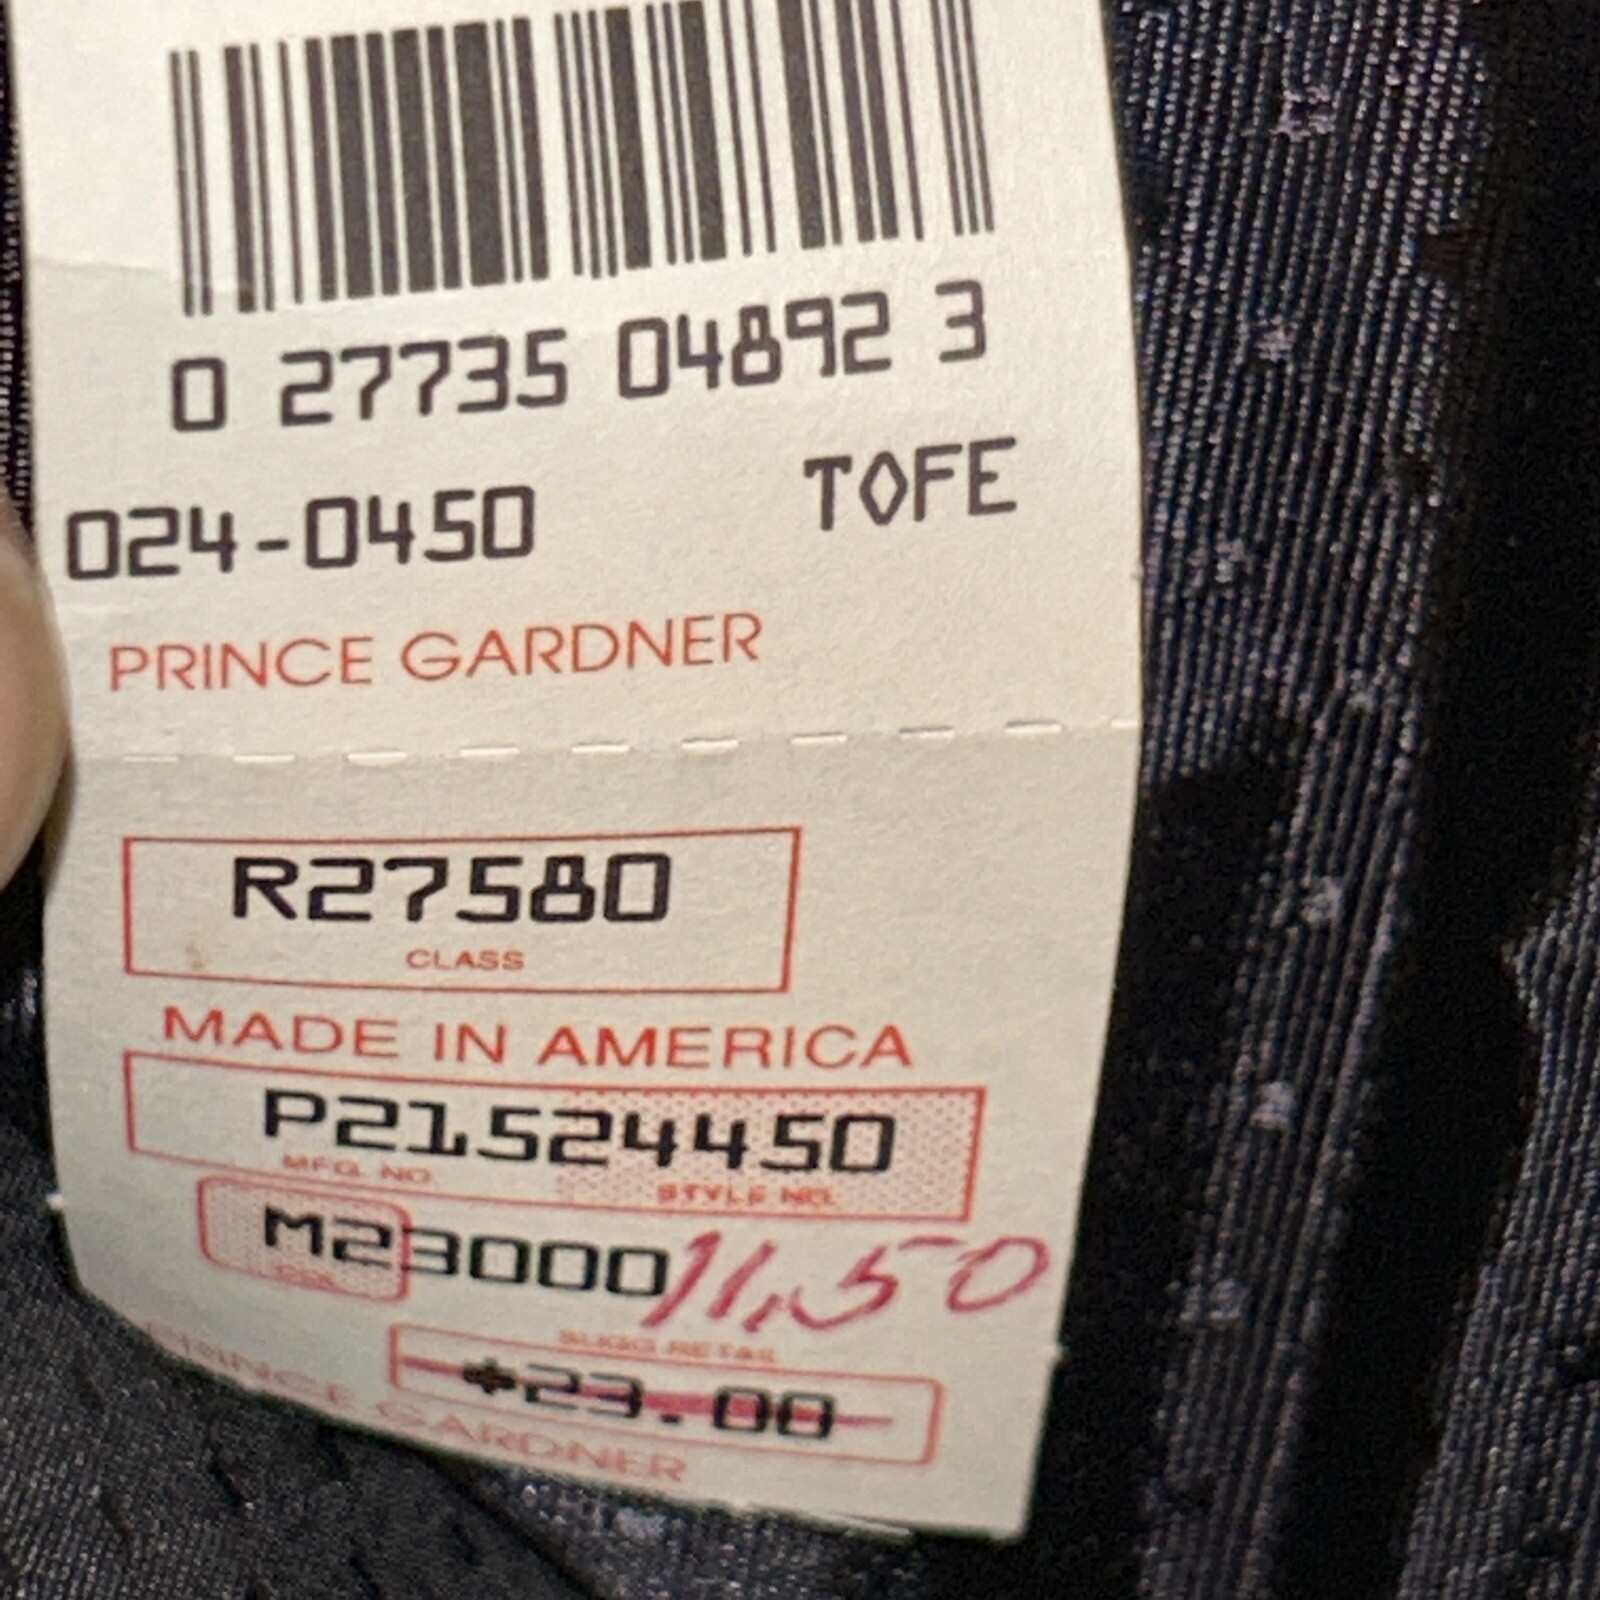 0 27735 04892 3
024-0450 TOFE
PRINCE GARDNER
R27580
CLASS
MADE IN AMERICA
P21524450
MFG. NO. STYLE NO.
M23000 11.50
SUGG RETAIL
$23.00
PRINCE GARDNER